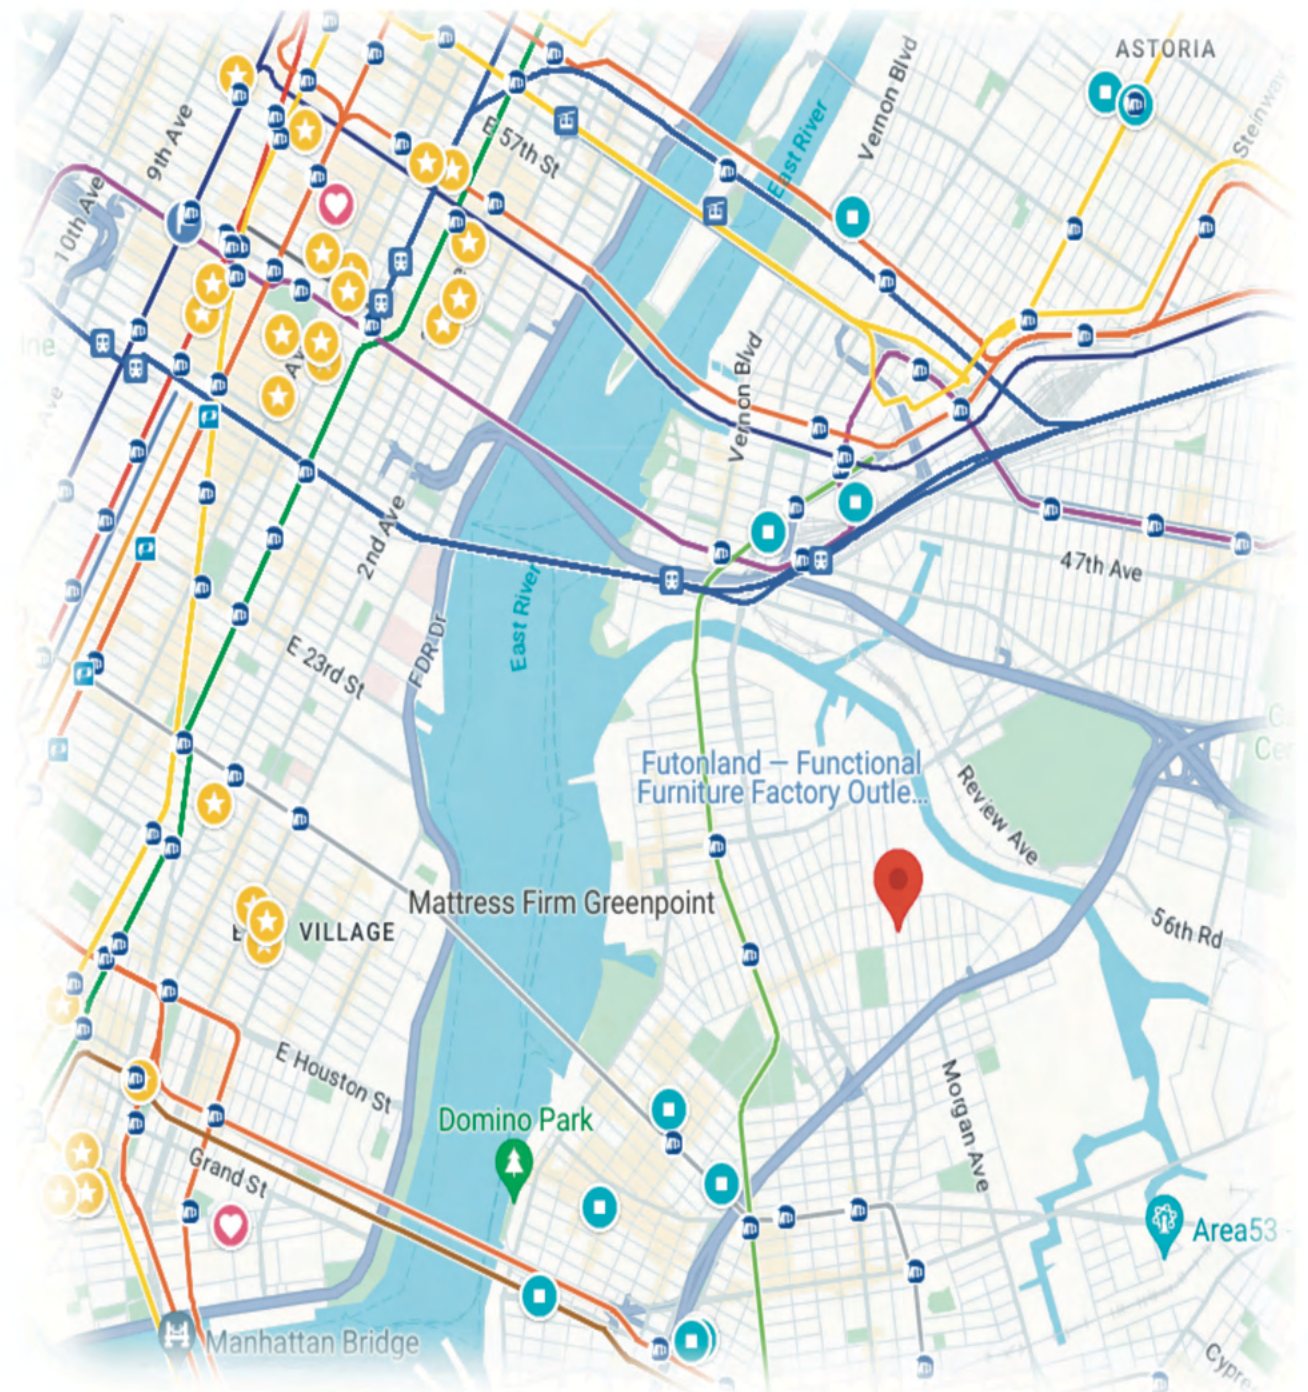 ASTORIA
Vernon Blvd
Steinway
East River
9th Ave
E 57th St
10th Ave
Vernon Blvd
2nd Ave
47th Ave
East River
E 23rd St
FDR Dr
Futonland — Functional
Furniture Factory Outle...
Review Ave
Mattress Firm Greenpoint
VILLAGE
56th Rd
E Houston St
Morgan Ave
Domino Park
Grand St
Area53
Manhattan Bridge
Cypre...